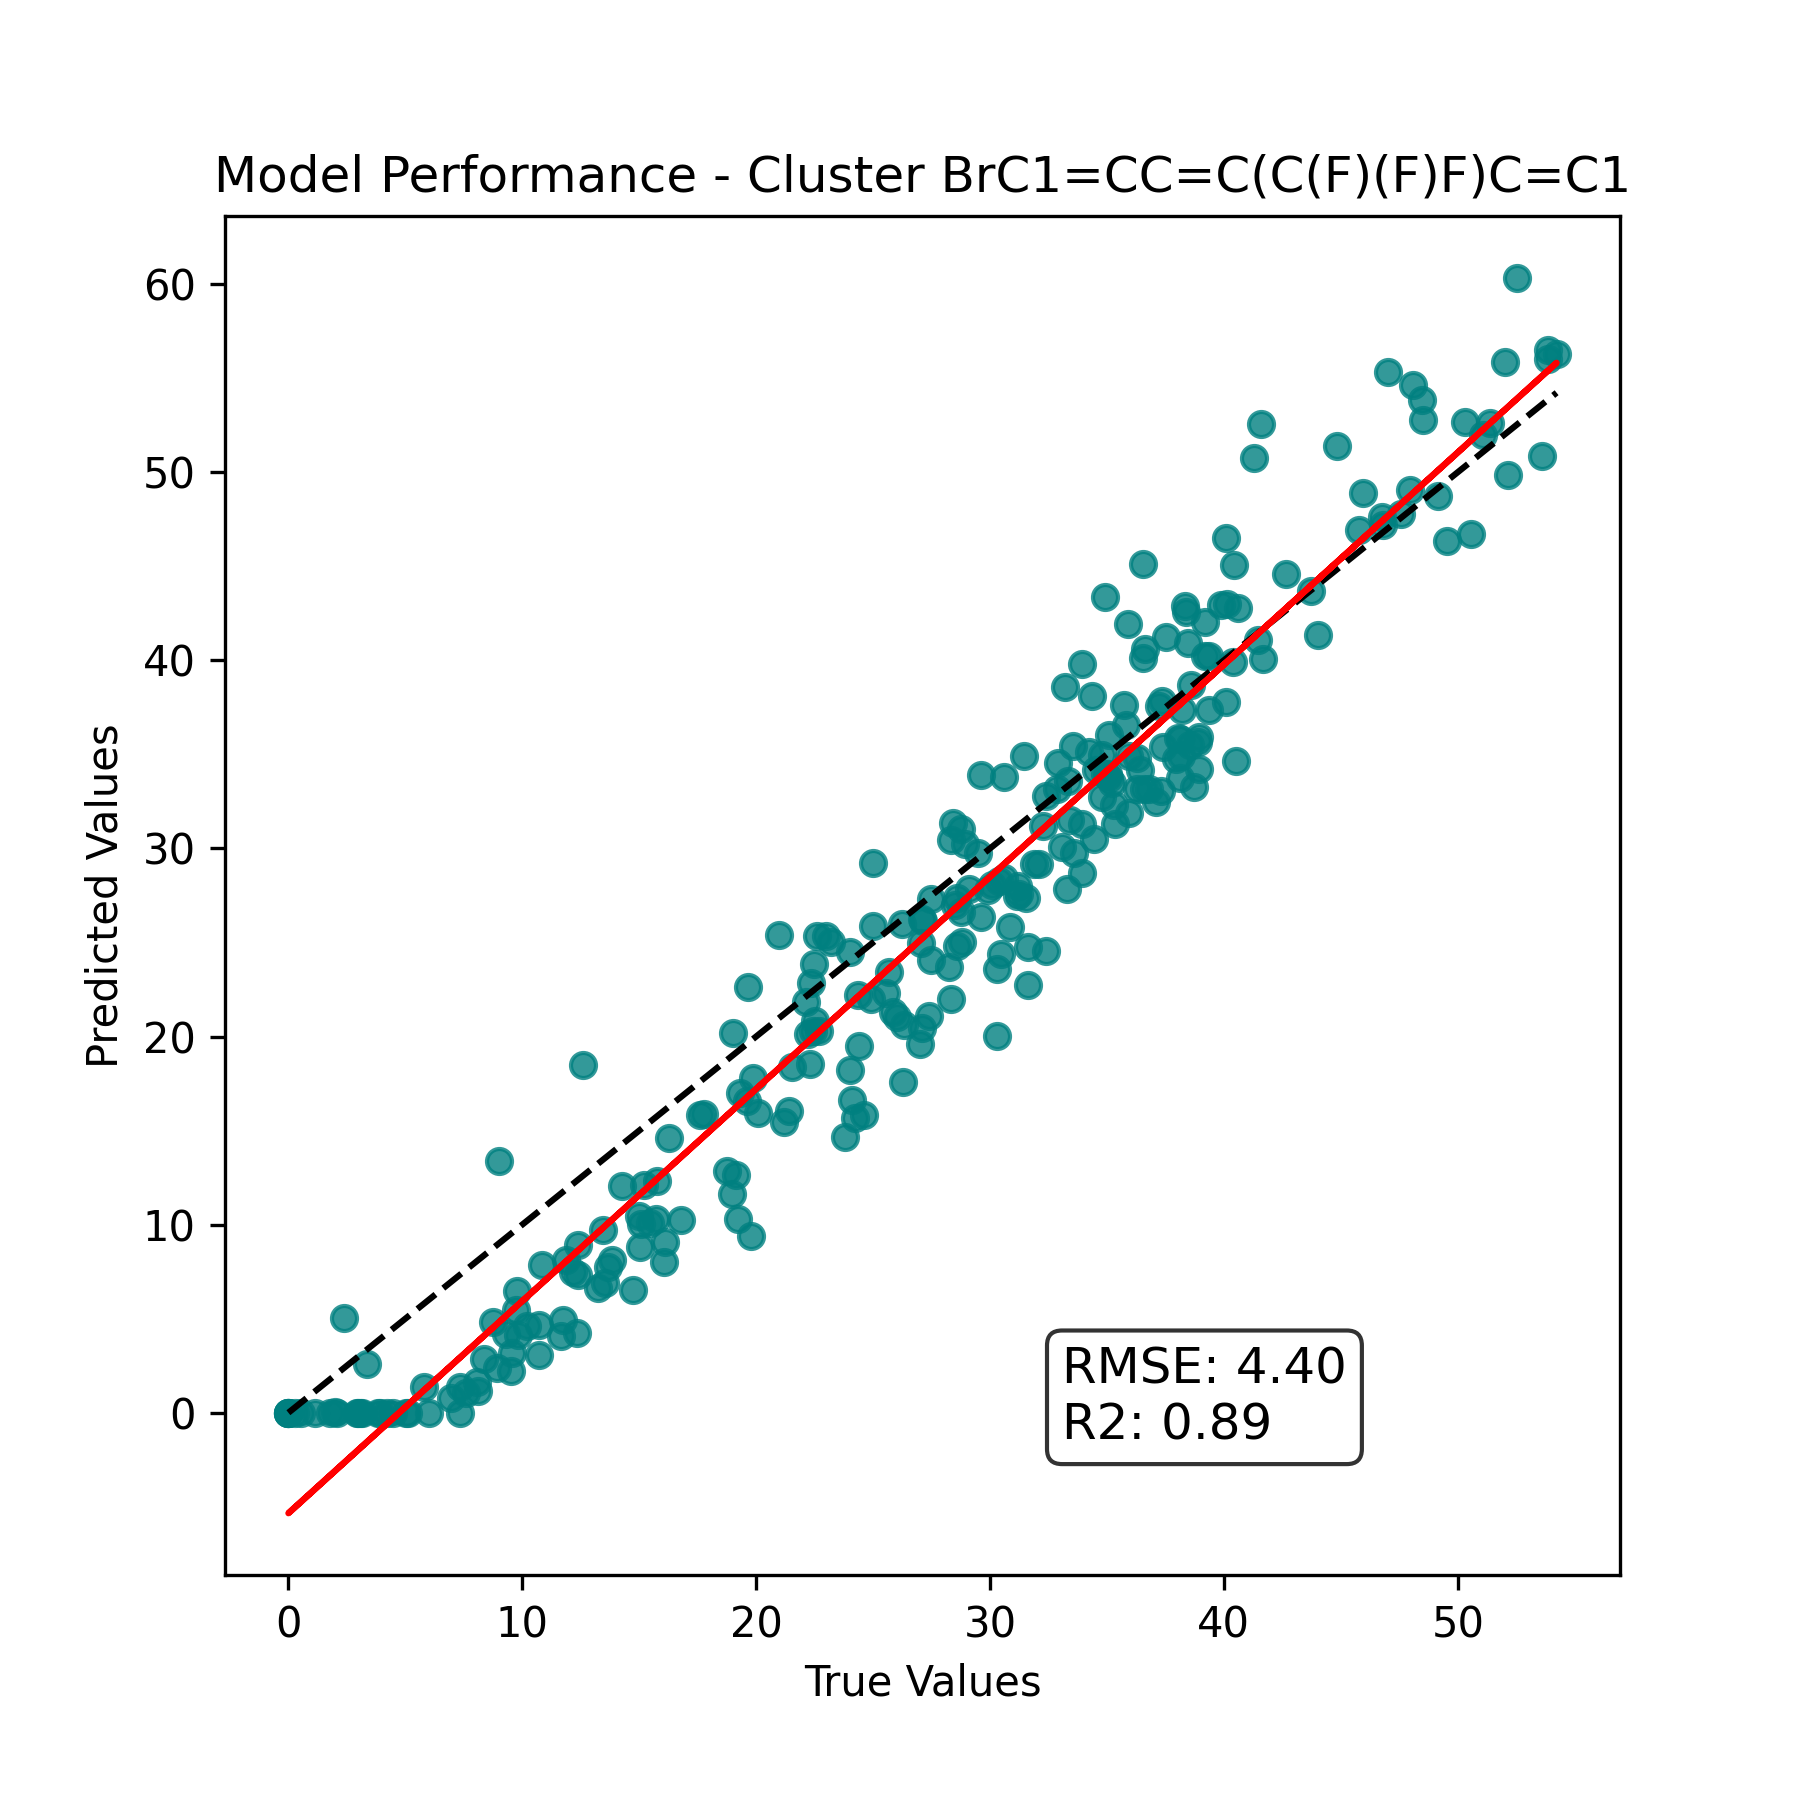 Model Performance - Cluster BrC1=CC=C(C(F)(F)F)C=C1
60
50
40
30
20
10
0
Predicted Values
RMSE: 4.40
R2: 0.89
0 10 20 30 40 50
True Values